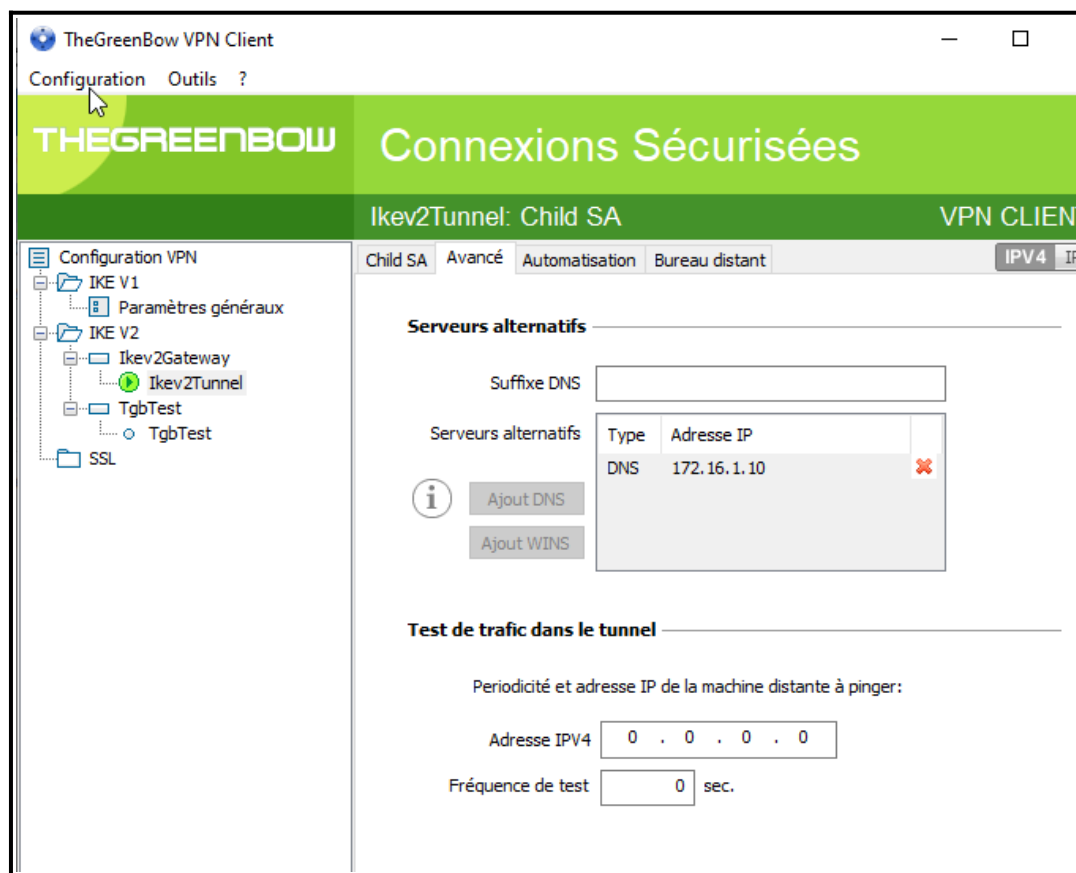 TheGreenBow VPN Client
Configuration Outils ?
THEGREENBOW
Connexions Sécurisées
Ikev2Tunnel: Child SA VPN CLIEN
Configuration VPN
IKE V1
Paramètres généraux
IKE V2
Ikev2Gateway
Ikev2Tunnel
TgbTest
TgbTest
SSL
Child SA Avancé Automatisation Bureau distant IPV4 IP
Serveurs alternatifs
Suffixe DNS
Serveurs alternatifs Type Adresse IP
DNS 172.16.1.10
Ajout DNS
Ajout WINS
Test de trafic dans le tunnel
Periodicité et adresse IP de la machine distante à pinger:
Adresse IPV4 0 . 0 . 0 . 0
Fréquence de test 0 sec.